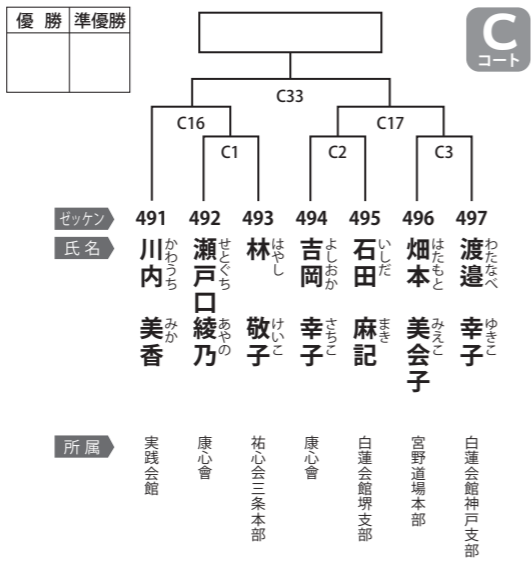 優 勝 準優勝
C
コート
C33
C16 C17
C1 C2 C3
ゼッケン 491 492 493 494 495 496 497
氏 名
川内 美香
かわうち みか
瀬戸口 綾乃
せとぐち あやの
林 敬子
はやし けいこ
吉岡 幸子
よしおか さちこ
石田 麻記
いしだ まき
畑本 美会子
はたもと みえこ
渡邉 幸子
わたなべ ゆきこ
所 属
実践会館
康心會
祐心会三条本部
康心會
白蓮会館堺支部
宮野道場本部
白蓮会館神戸支部